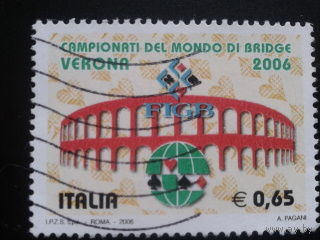 CAMPIONATI DEL MONDO DI BRIDGE
VERONA 2006
FIGB
ITALIA € 0,65
I.P.Z.S. S.p.A. - ROMA - 2006 A. PAGANI